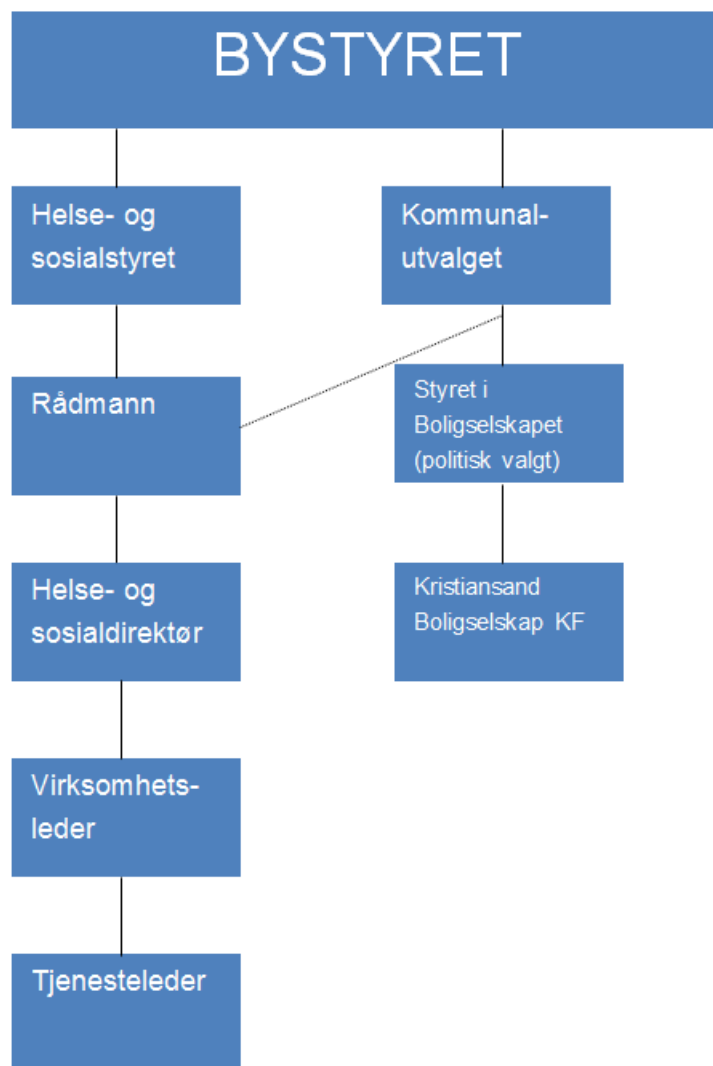 BYSTYRET
Helse- og
sosialstyret
Kommunal-
utvalget
Rådmann
Styret i
Boligselskapet
(politisk valgt)
Helse- og
sosialdirektør
Kristiansand
Boligselskap KF
Virksomhets-
leder
Tjenesteleder